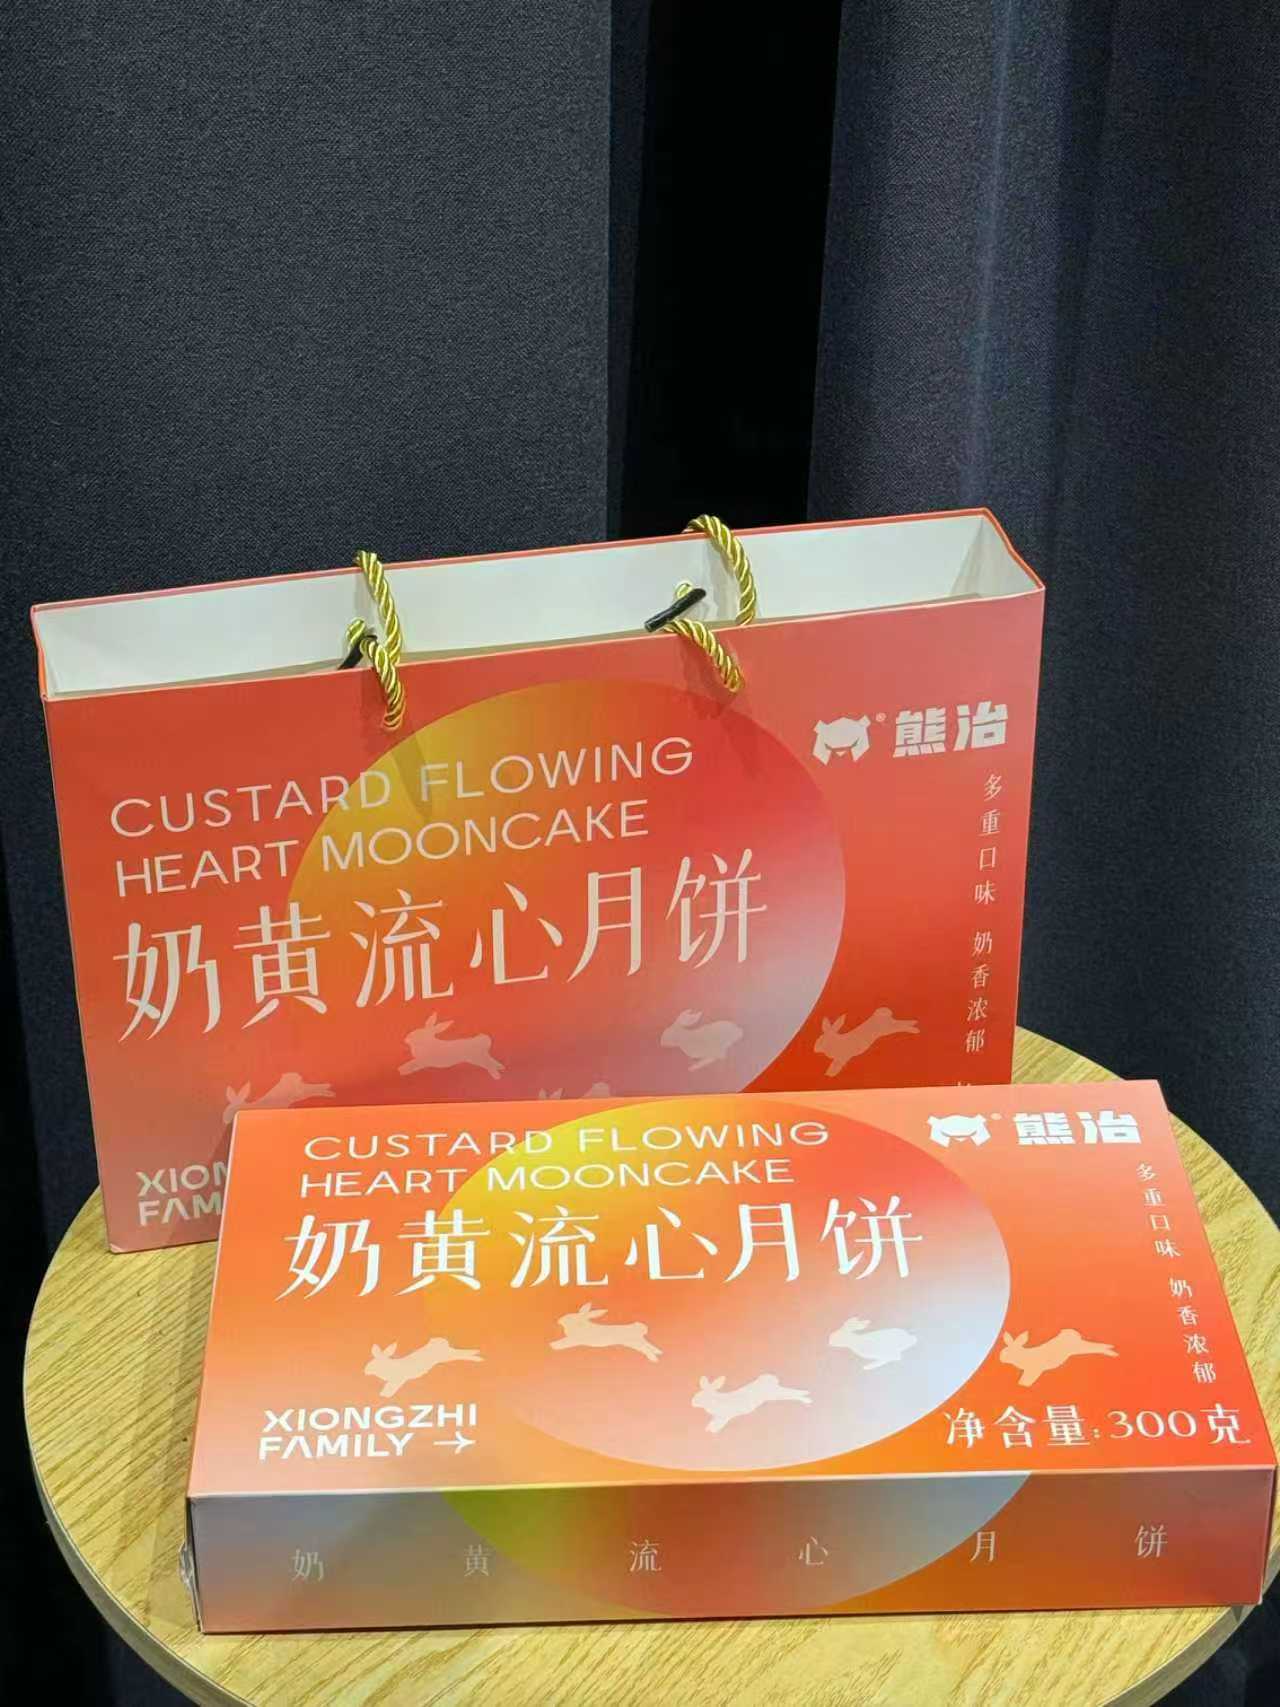 CUSTARD FLOWING
HEART MOONCAKE
奶黄流心月饼
熊治
多重口味 奶香浓郁
XION
FAM
CUSTARD FLOWING
HEART MOONCAKE
奶黄流心月饼
熊治
多重口味 奶香浓郁
XIONGZHI
FAMILY →
净含量:300克
奶黄流心月饼